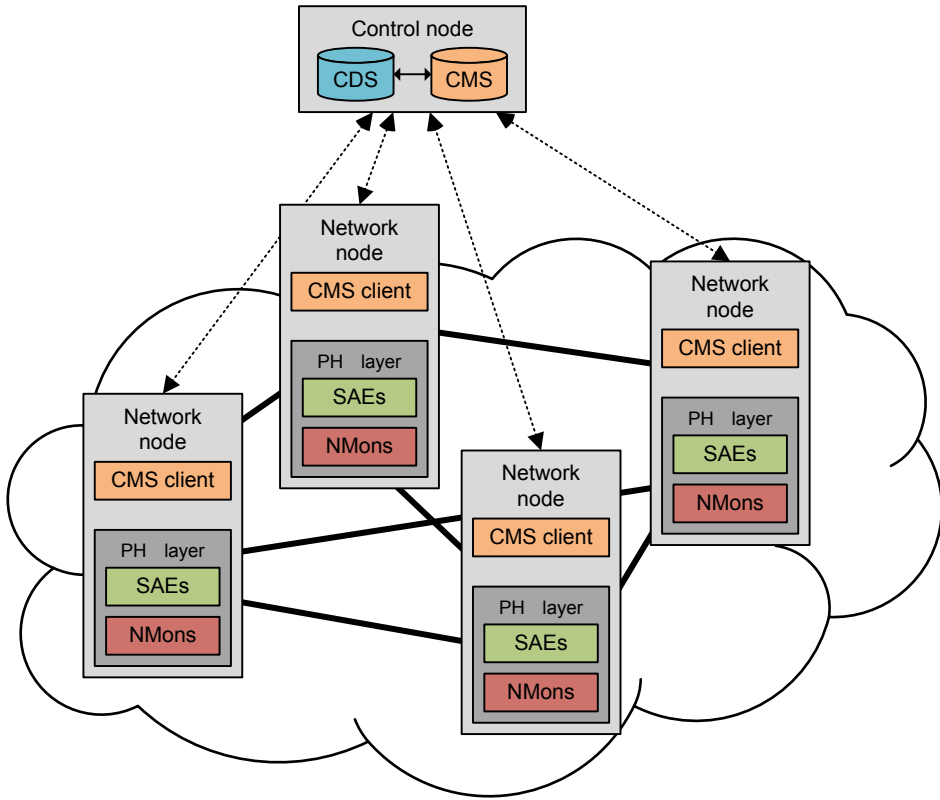 Control node
CDS
CMS
Network
node
CMS client
PH layer
SAEs
NMons
Network
node
CMS client
PH layer
SAEs
NMons
Network
node
CMS client
PH layer
SAEs
NMons
Network
node
CMS client
PH layer
SAEs
NMons